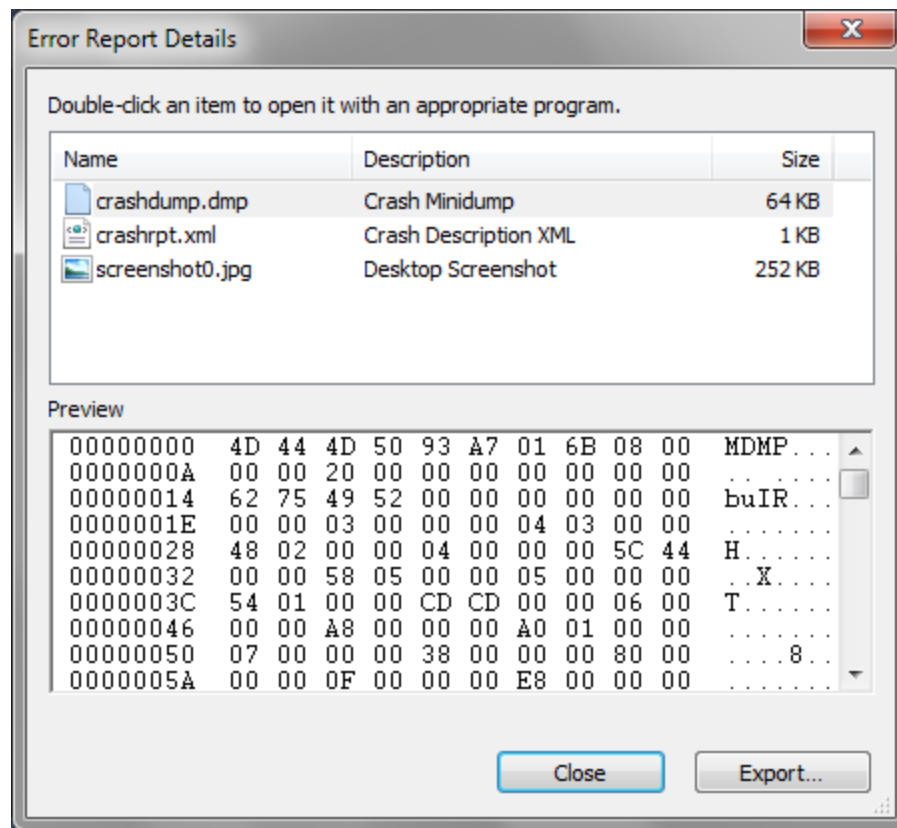 Error Report Details
Double-click an item to open it with an appropriate program.
Name Description Size
crashdump.dmp Crash Minidump 64 KB
crashrpt.xml Crash Description XML 1 KB
screenshot0.jpg Desktop Screenshot 252 KB
Preview
00000000 4D 44 4D 50 93 A7 01 6B 08 00 MDMP...
0000000A 00 00 20 00 00 00 00 00 00 00 .. ....
00000014 62 75 49 52 00 00 00 00 00 00 buIR...
0000001E 00 00 03 00 00 00 04 03 00 00 .......
00000028 48 02 00 00 04 00 00 00 5C 44 H......
00000032 00 00 58 05 00 00 05 00 00 00 ..X....
0000003C 54 01 00 00 CD CD 00 00 06 00 T......
00000046 00 00 A8 00 00 00 A0 01 00 00 .......
00000050 07 00 00 00 38 00 00 00 80 00 ....8..
0000005A 00 00 0F 00 00 00 E8 00 00 00 .......
Close Export...